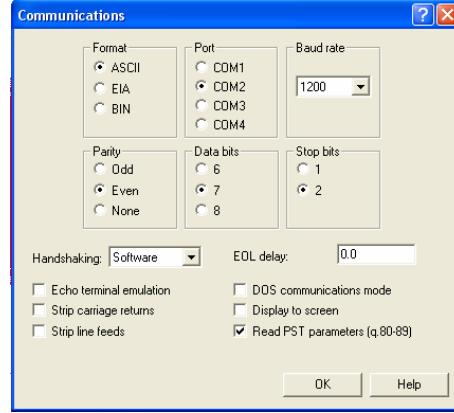 Communications
Format
ASCII
EIA
BIN
Port
COM1
COM2
COM3
COM4
Baud rate
1200
Parity
Odd
Even
None
Data bits
6
7
8
Stop bits
1
2
Handshaking: Software
EOL delay: 0.0
Echo terminal emulation
Strip carriage returns
Strip line feeds
DOS communications mode
Display to screen
Read PST parameters (q.80-89)
OK
Help